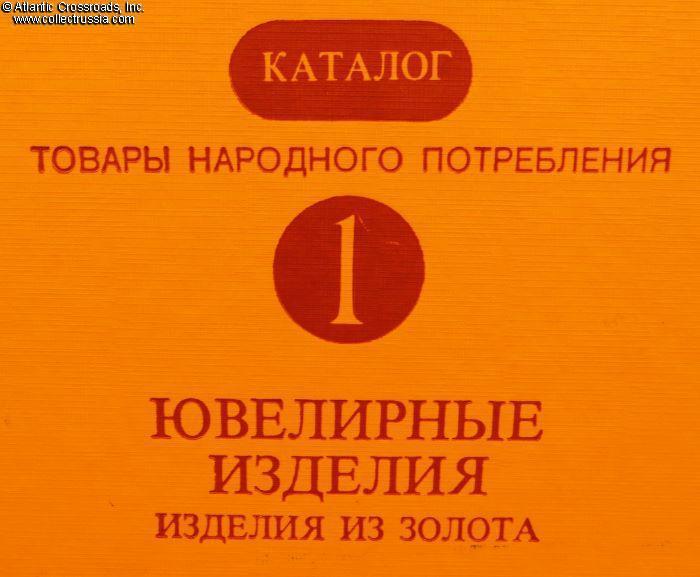 © Atlantic Crossroads, Inc.
www.collectrussia.com
КАТАЛОГ
ТОВАРЫ НАРОДНОГО ПОТРЕБЛЕНИЯ
1
ЮВЕЛИРНЫЕ
ИЗДЕЛИЯ
ИЗДЕЛИЯ ИЗ ЗОЛОТА